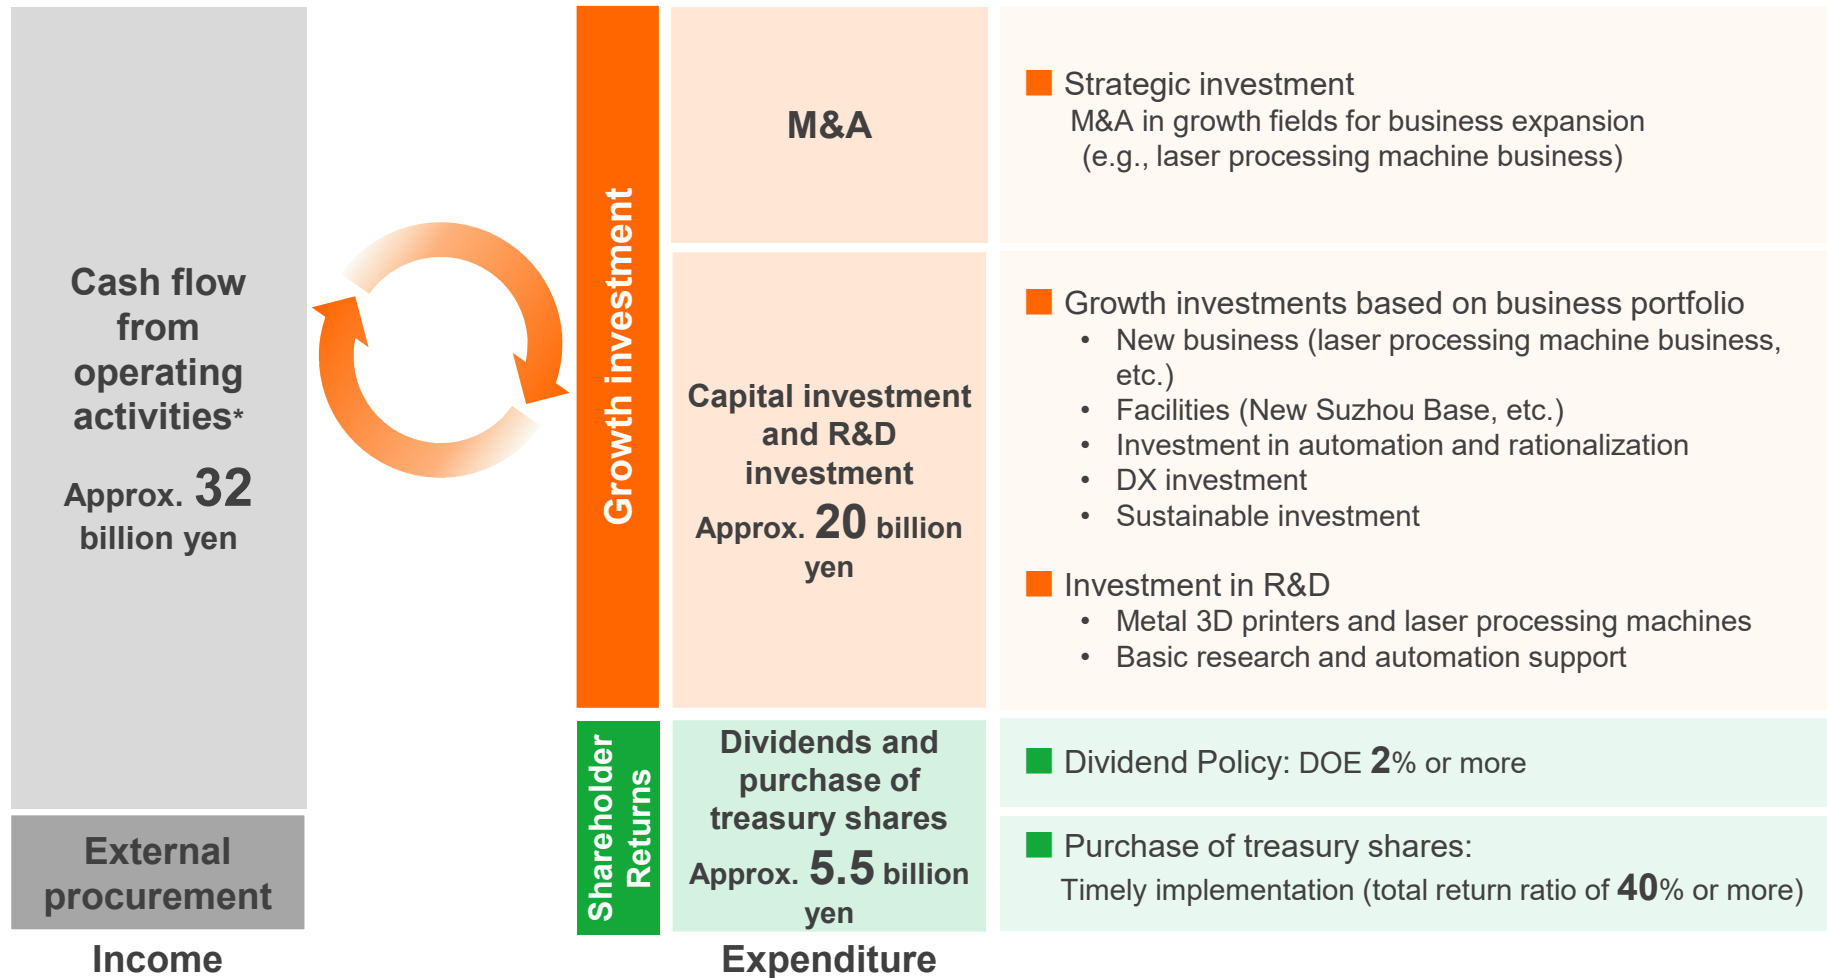 Cash flow
from
operating
activities*
Approx. 32
billion yen
External
procurement
Income
Growth investment
M&A
Strategic investment
M&A in growth fields for business expansion
(e.g., laser processing machine business)
Capital investment
and R&D
investment
Approx. 20 billion
yen
Growth investments based on business portfolio
• New business (laser processing machine business,
etc.)
• Facilities (New Suzhou Base, etc.)
• Investment in automation and rationalization
• DX investment
• Sustainable investment
Investment in R&D
• Metal 3D printers and laser processing machines
• Basic research and automation support
Shareholder
Returns
Dividends and
purchase of
treasury shares
Approx. 5.5 billion
yen
Dividend Policy: DOE 2% or more
Purchase of treasury shares:
Timely implementation (total return ratio of 40% or more)
Expenditure